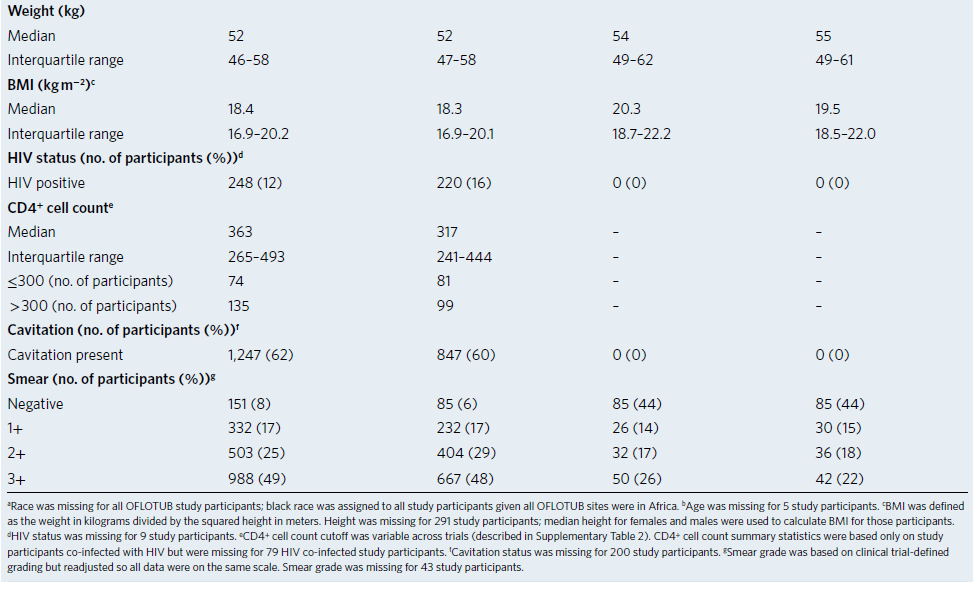 Weight (kg)
Median 52 52 54 55
Interquartile range 46–58 47–58 49–62 49–61
BMI (kg m⁻²)ᶜ
Median 18.4 18.3 20.3 19.5
Interquartile range 16.9–20.2 16.9–20.1 18.7–22.2 18.5–22.0
HIV status (no. of participants (%))ᵈ
HIV positive 248 (12) 220 (16) 0 (0) 0 (0)
CD4⁺ cell countᵉ
Median 363 317 – –
Interquartile range 265–493 241–444 – –
≤300 (no. of participants) 74 81 – –
>300 (no. of participants) 135 99 – –
Cavitation (no. of participants (%))ᶠ
Cavitation present 1,247 (62) 847 (60) 0 (0) 0 (0)
Smear (no. of participants (%))ᵍ
Negative 151 (8) 85 (6) 85 (44) 85 (44)
1+ 332 (17) 232 (17) 26 (14) 30 (15)
2+ 503 (25) 404 (29) 32 (17) 36 (18)
3+ 988 (49) 667 (48) 50 (26) 42 (22)
ᵃRace was missing for all OFLOTUB study participants; black race was assigned to all study participants given all OFLOTUB sites were in Africa. ᵇAge was missing for 5 study participants. ᶜBMI was defined
as the weight in kilograms divided by the squared height in meters. Height was missing for 291 study participants; median height for females and males were used to calculate BMI for those participants.
ᵈHIV status was missing for 9 study participants. ᵉCD4+ cell count cutoff was variable across trials (described in Supplementary Table 2). CD4+ cell count summary statistics were based only on study
participants co-infected with HIV but were missing for 79 HIV co-infected study participants. ᶠCavitation status was missing for 200 study participants. ᵍSmear grade was based on clinical trial-defined
grading but readjusted so all data were on the same scale. Smear grade was missing for 43 study participants.